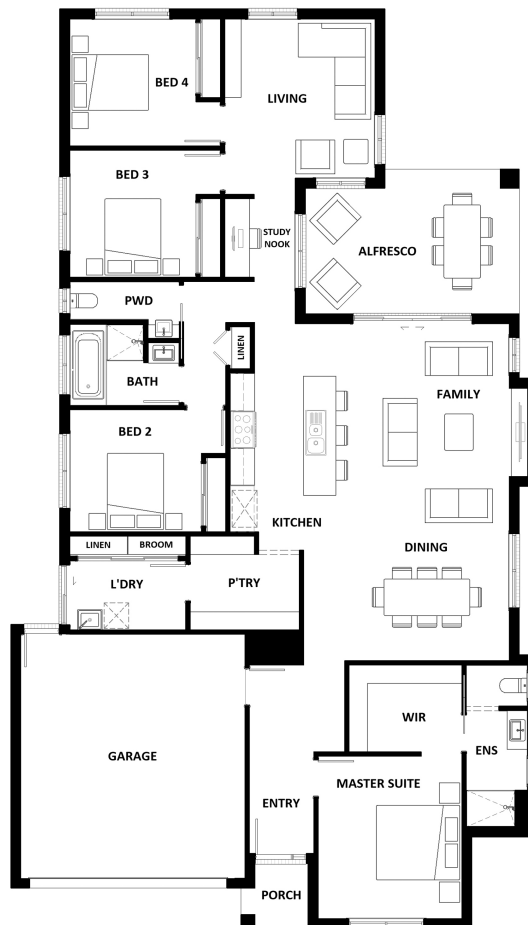 BED 4
LIVING
BED 3
STUDY
NOOK
ALFRESCO
PWD
LINEN
BATH
FAMILY
BED 2
KITCHEN
DINING
LINEN
BROOM
L'DRY
P'TRY
WIR
ENS
GARAGE
MASTER SUITE
ENTRY
PORCH